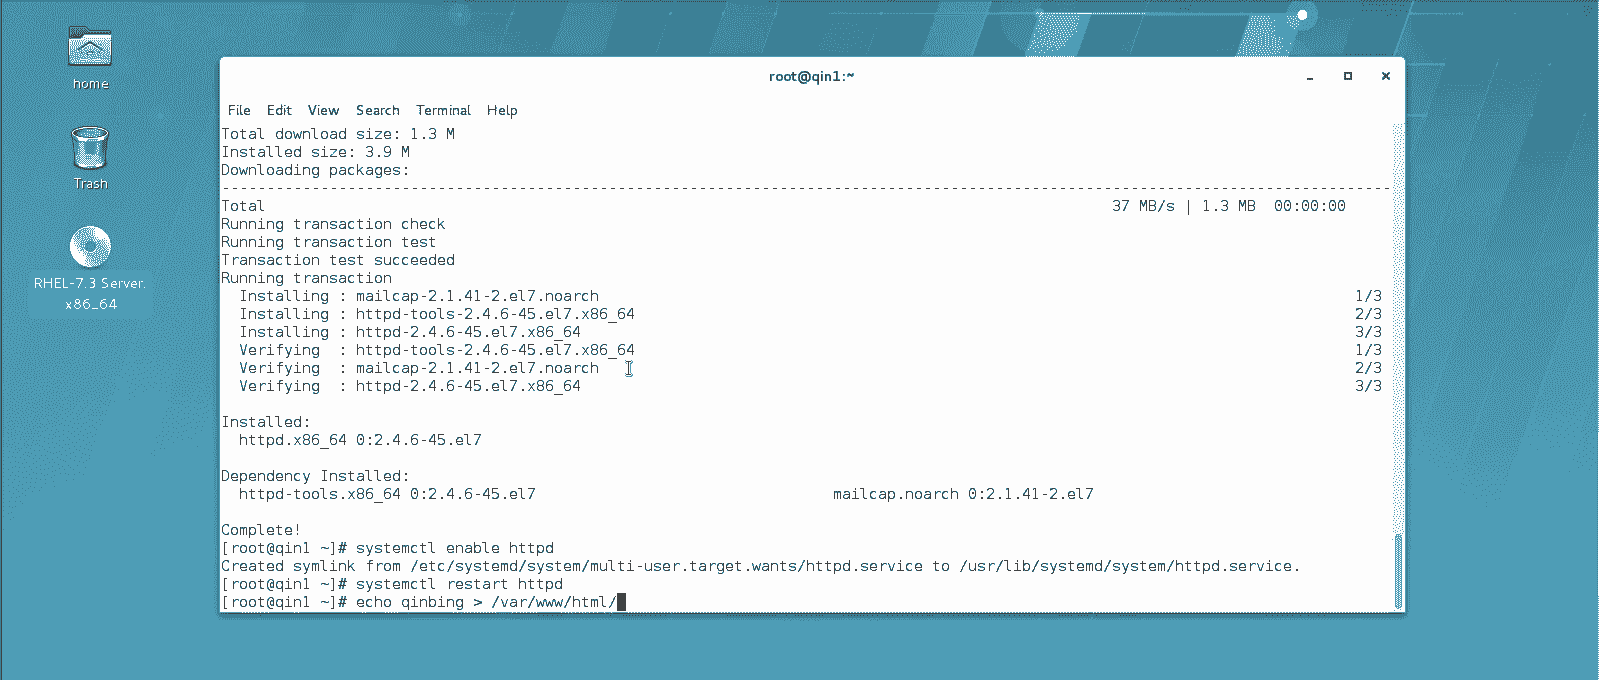 home
Trash
RHEL-7.3 Server.
x86_64
root@qin1:~
File Edit View Search Terminal Help
Total download size: 1.3 M
Installed size: 3.9 M
Downloading packages:
--------------------------------------------------------------------------------
Total 37 MB/s | 1.3 MB 00:00:00
Running transaction check
Running transaction test
Transaction test succeeded
Running transaction
Installing : mailcap-2.1.41-2.el7.noarch 1/3
Installing : httpd-tools-2.4.6-45.el7.x86_64 2/3
Installing : httpd-2.4.6-45.el7.x86_64 3/3
Verifying : httpd-tools-2.4.6-45.el7.x86_64 1/3
Verifying : mailcap-2.1.41-2.el7.noarch 2/3
Verifying : httpd-2.4.6-45.el7.x86_64 3/3
Installed:
httpd.x86_64 0:2.4.6-45.el7
Dependency Installed:
httpd-tools.x86_64 0:2.4.6-45.el7 mailcap.noarch 0:2.1.41-2.el7
Complete!
[root@qin1 ~]# systemctl enable httpd
Created symlink from /etc/systemd/system/multi-user.target.wants/httpd.service to /usr/lib/systemd/system/httpd.service.
[root@qin1 ~]# systemctl restart httpd
[root@qin1 ~]# echo qinbing > /var/www/html/